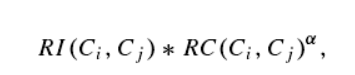 RI(C_i, C_j) * RC(C_i, C_j)^α,